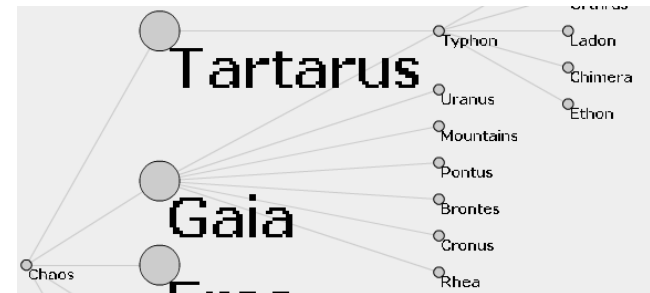 Typhon
Ladon
Tartarus
Chimera
Uranus
Ethon
Mountains
Pontus
Gaia
Brontes
Cronus
Chaos
Rhea